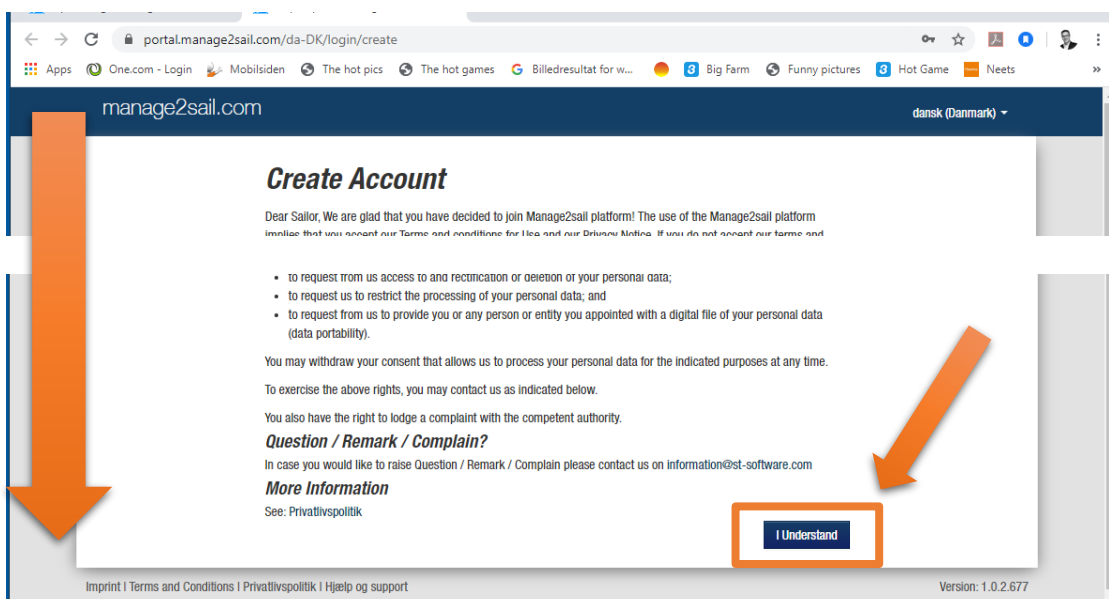 portal.manage2sail.com/da-DK/login/create
Apps One.com - Login Mobilsiden The hot pics The hot games Billedresultat for w... Big Farm Funny pictures Hot Game Neets »
manage2sail.com
dansk (Danmark)
Create Account
Dear Sailor, We are glad that you have decided to join Manage2sail platform! The use of the Manage2sail platform
implies that you accept our Terms and conditions for Use and our Privacy Notice. If you do not accept our terms and
• to request from us access to and rectification or deletion of your personal data;
• to request us to restrict the processing of your personal data; and
• to request from us to provide you or any person or entity you appointed with a digital file of your personal data
(data portability).
You may withdraw your consent that allows us to process your personal data for the indicated purposes at any time.
To exercise the above rights, you may contact us as indicated below.
You also have the right to lodge a complaint with the competent authority.
Question / Remark / Complain?
In case you would like to raise Question / Remark / Complain please contact us on information@st-software.com
More Information
See: Privatlivspolitik
I Understand
Imprint | Terms and Conditions | Privatlivspolitik | Hjælp og support
Version: 1.0.2.677